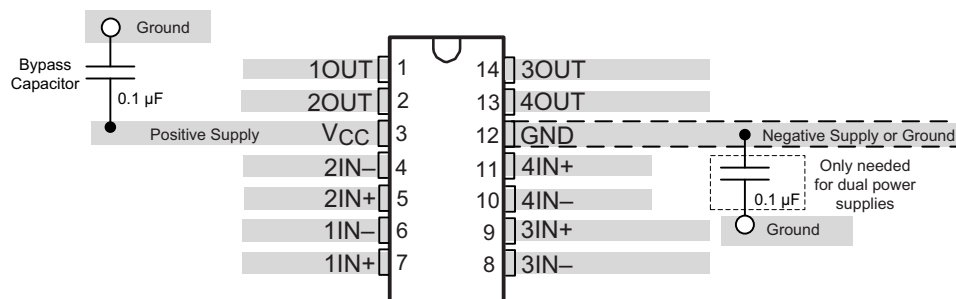 Ground
Bypass
Capacitor
0.1 µF
Positive Supply
1OUT 1
2OUT 2
VCC 3
2IN– 4
2IN+ 5
1IN– 6
1IN+ 7
14 3OUT
13 4OUT
12 GND
11 4IN+
10 4IN–
9 3IN+
8 3IN–
Negative Supply or Ground
Only needed
for dual power
supplies
0.1 µF
Ground